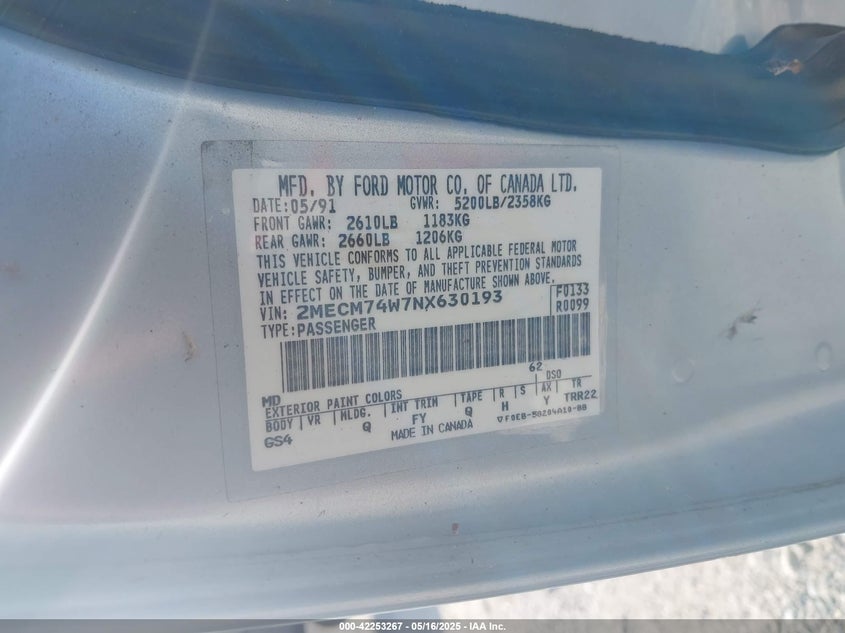 MFD. BY FORD MOTOR CO. OF CANADA LTD.
DATE: 05/91 GVWR: 5200LB/2358KG
FRONT GAWR: 2610LB 1183KG
REAR GAWR: 2660LB 1206KG
THIS VEHICLE CONFORMS TO ALL APPLICABLE FEDERAL MOTOR
VEHICLE SAFETY, BUMPER, AND THEFT PREVENTION STANDARDS
IN EFFECT ON THE DATE OF MANUFACTURE SHOWN ABOVE.
VIN: 2MECM74W7NX630193 F0133
TYPE: PASSENGER R0099
62
MD DSO
EXTERIOR PAINT COLORS
BODY VR MLDG. INT TRIM TAPE R S AX TR
GS4 Q FY Q H Y TRR22
MADE IN CANADA ▽F0EB-50204A10-BB
000-42253267 - 05/16/2025 - IAA Inc.